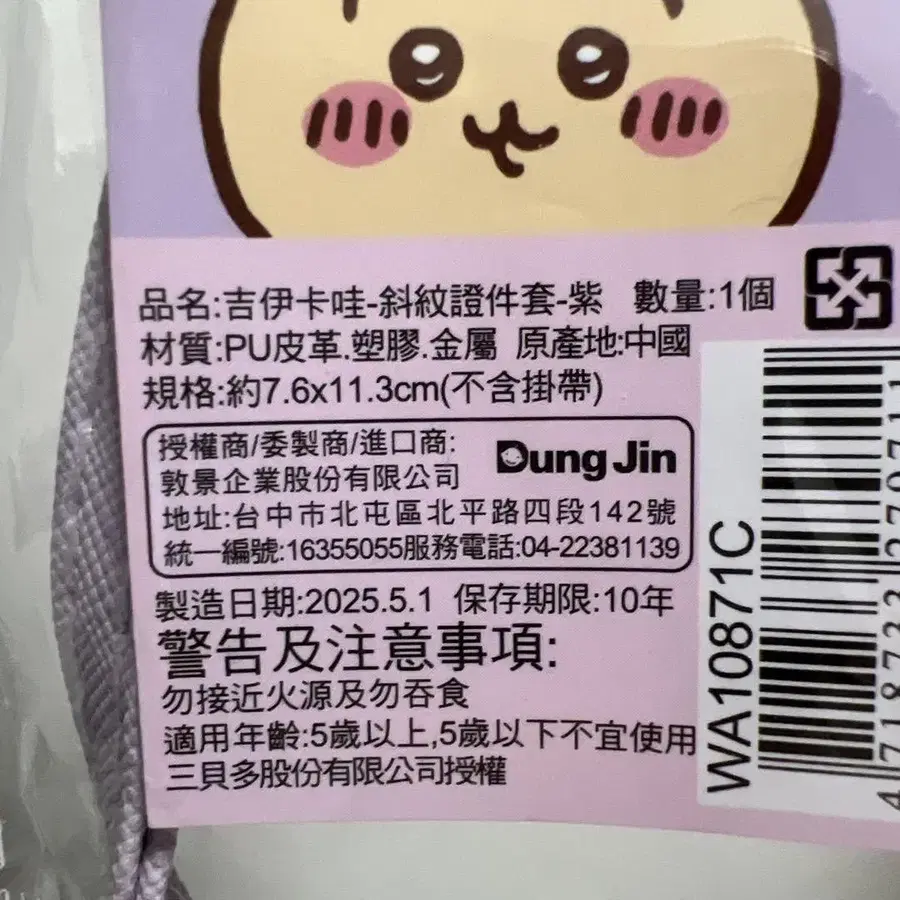 品名:吉伊卡哇-斜紋證件套-紫 數量:1個
材質:PU皮革.塑膠.金屬 原產地:中國
規格:約7.6x11.3cm(不含掛帶)
授權商/委製商/進口商:
Dung Jin
敦景企業股份有限公司
地址:台中市北屯區北平路四段142號
統一編號:16355055服務電話:04-22381139
製造日期:2025.5.1 保存期限:10年
警告及注意事項:
勿接近火源及勿吞食
適用年齡:5歲以上,5歲以下不宜使用
三貝多股份有限公司授權
WA10871C